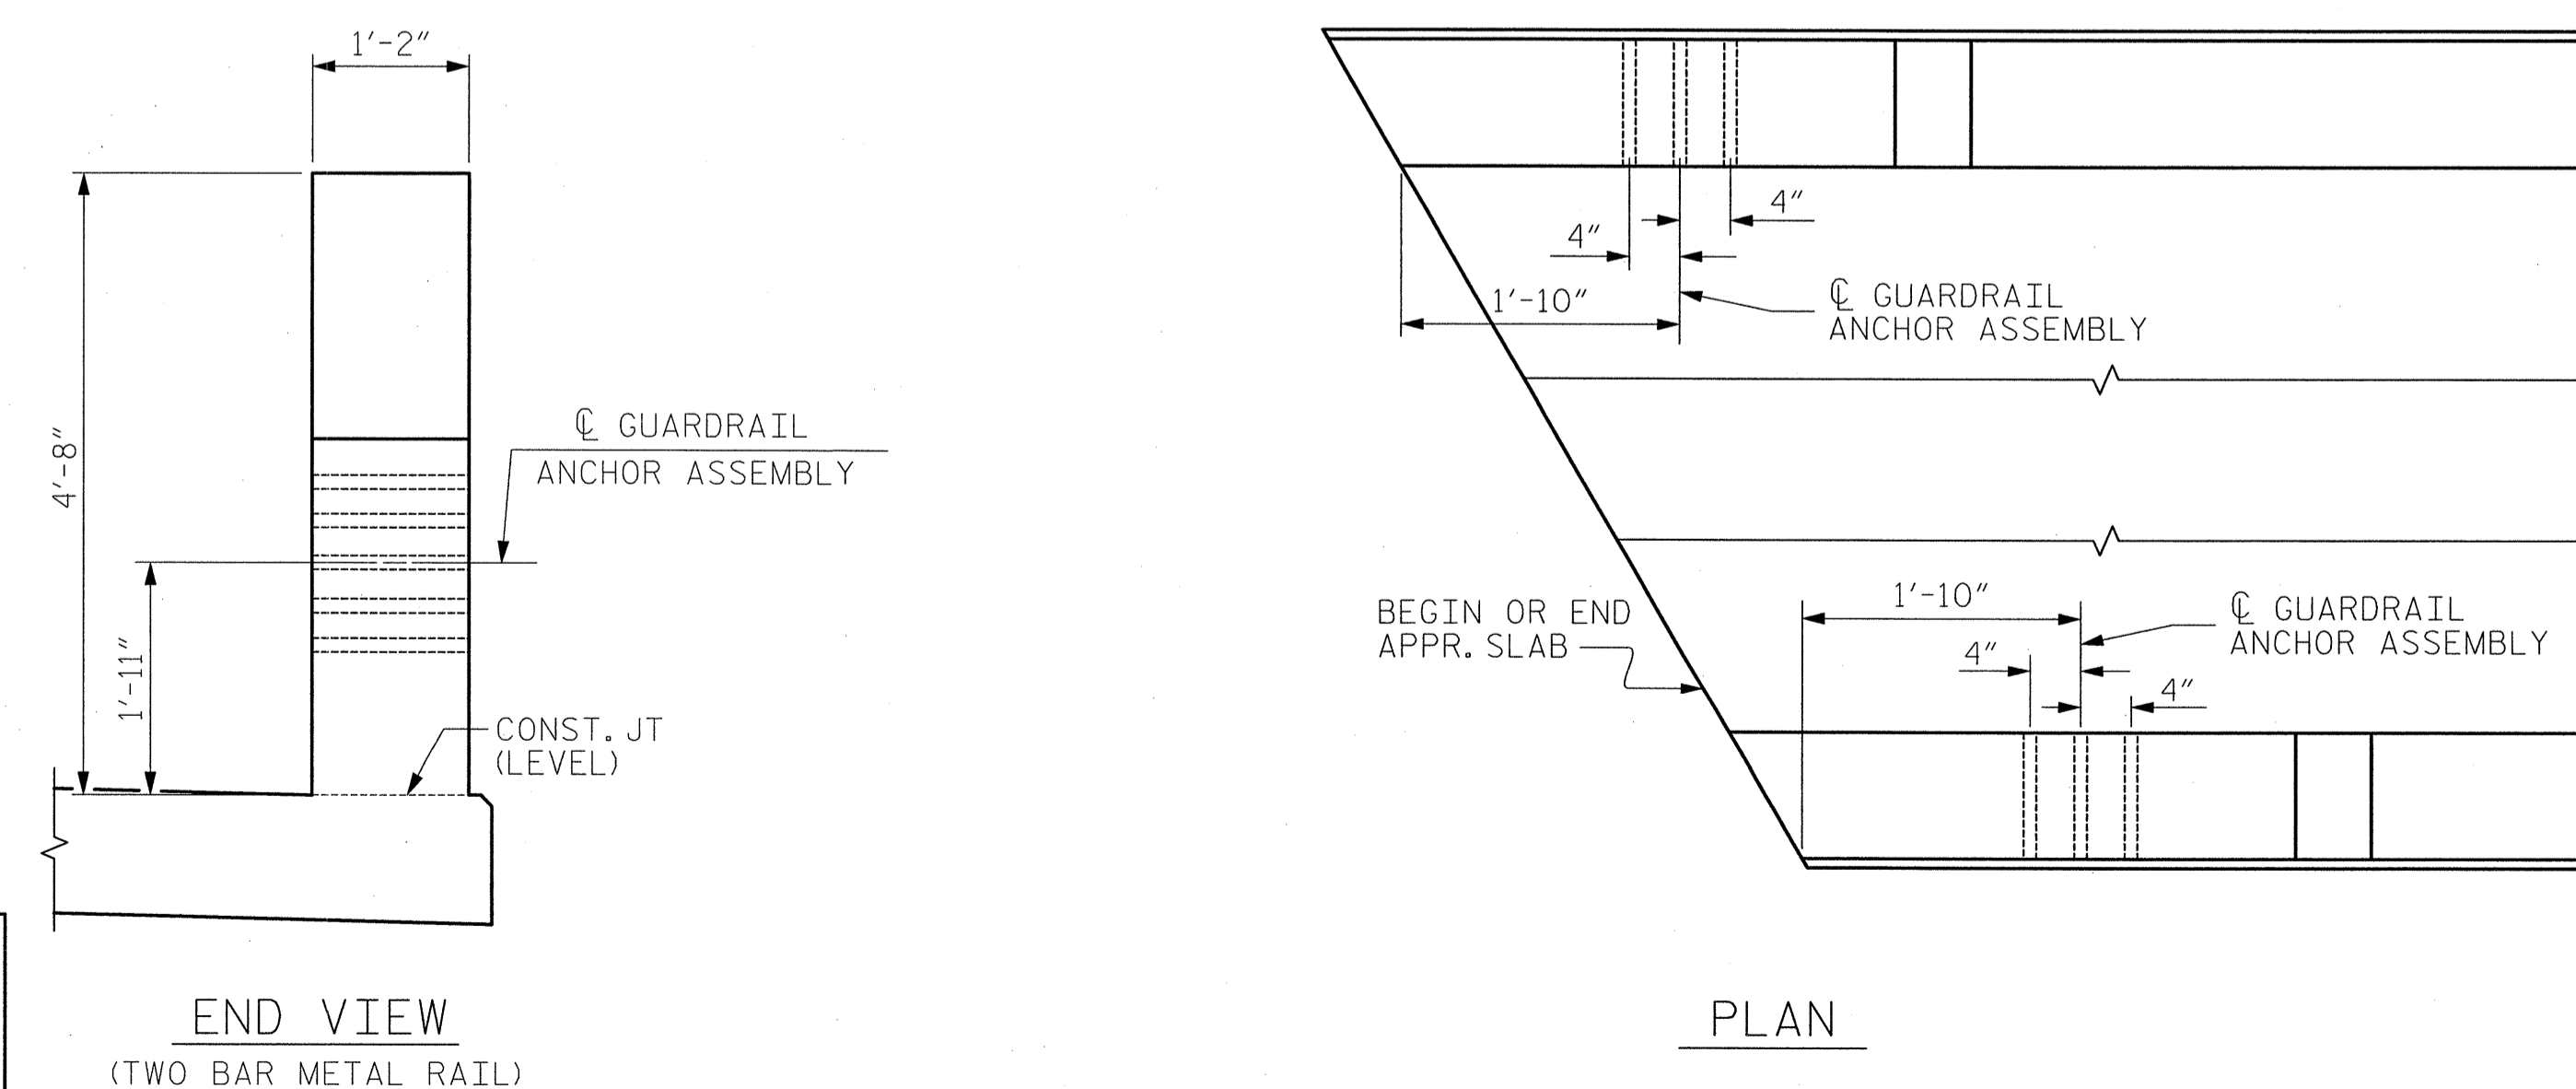 1'-2"
4'-8"
1'-11"
℄ GUARDRAIL
ANCHOR ASSEMBLY
CONST. JT
(LEVEL)
END VIEW
(TWO BAR METAL RAIL)
4"
4"
1'-10"
℄ GUARDRAIL
ANCHOR ASSEMBLY
BEGIN OR END
APPR. SLAB
1'-10"
℄ GUARDRAIL
ANCHOR ASSEMBLY
4"
4"
PLAN